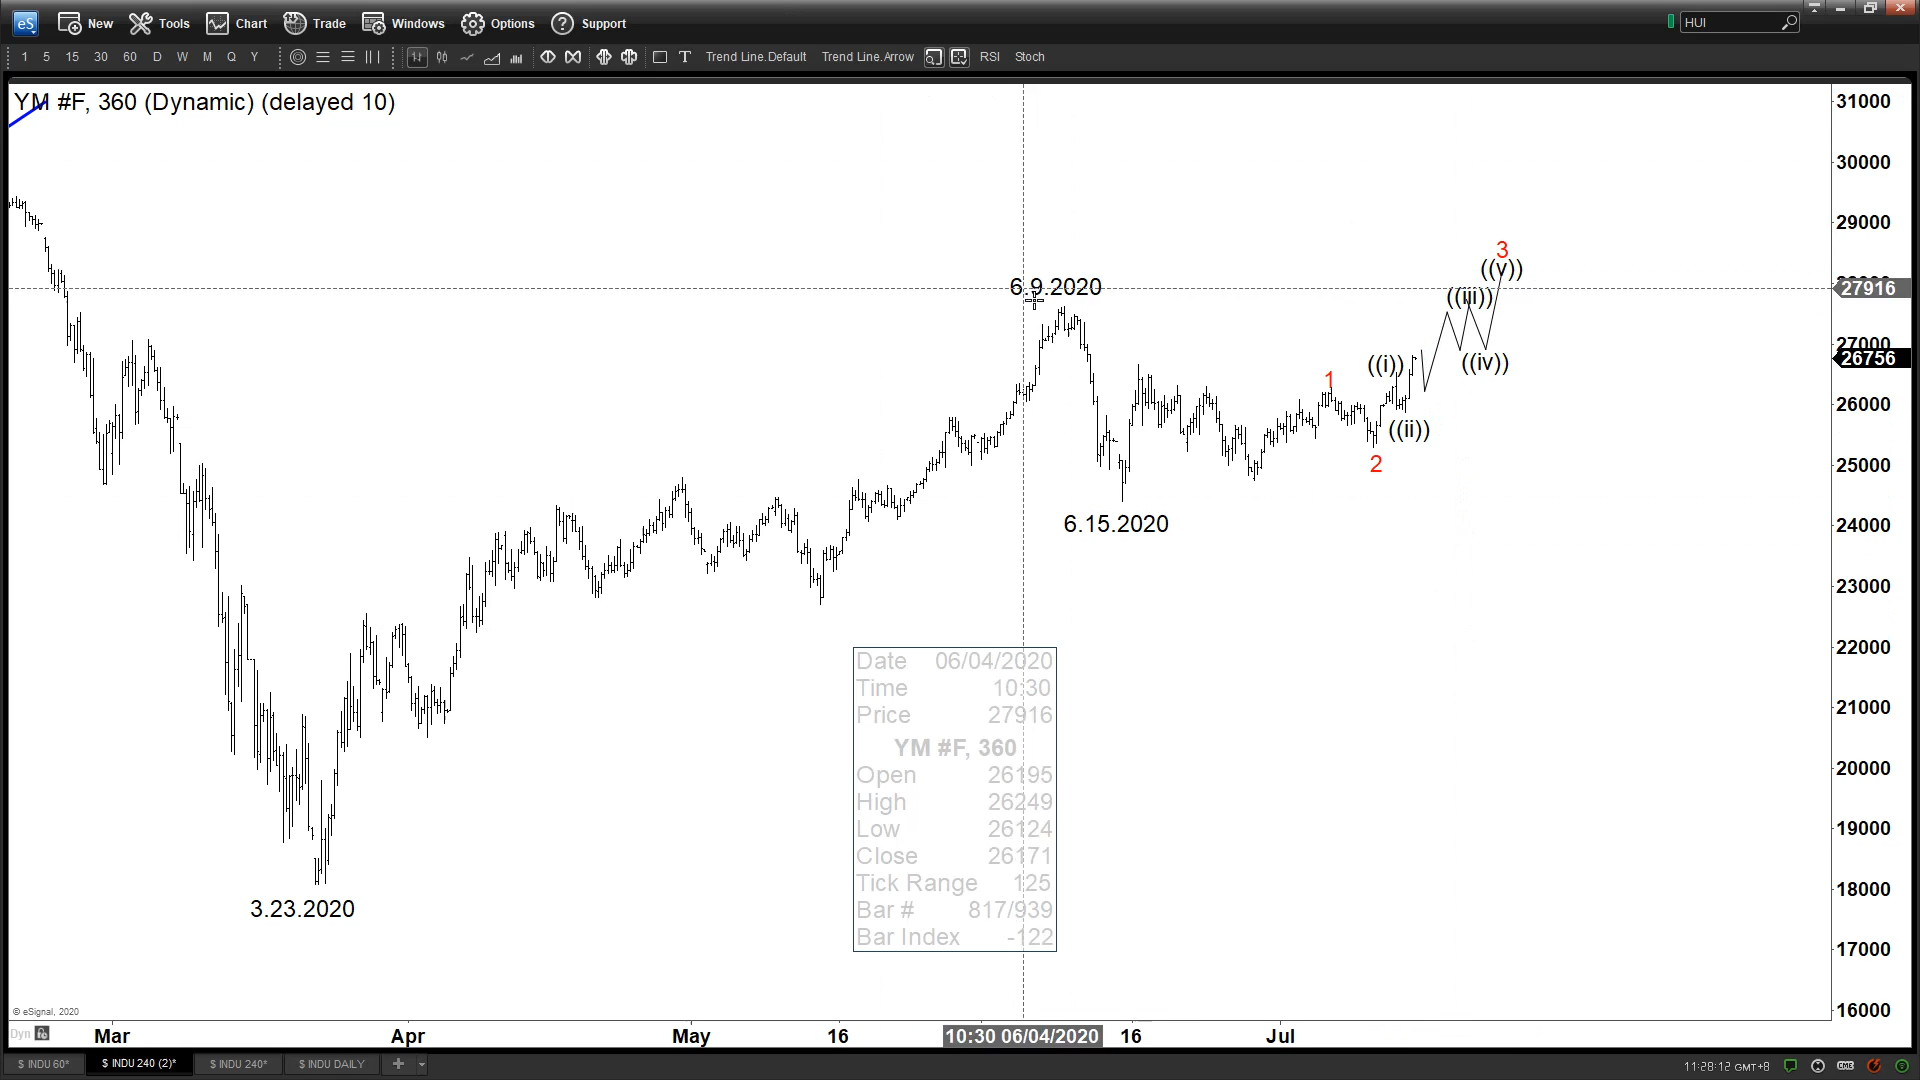 eS New Tools Chart Trade Windows Options Support HUI
1 5 15 30 60 D W M Q Y T Trend Line.Default Trend Line.Arrow RSI Stoch
YM #F, 360 (Dynamic) (delayed 10)
31000
30000
29000
27916
27000
26756
26000
25000
24000
23000
22000
21000
20000
19000
18000
17000
16000
3
((v))
6.9.2020
((iii))
((i))
((iv))
1
((ii))
2
6.15.2020
3.23.2020
Date 06/04/2020
Time 10:30
Price 27916
YM #F, 360
Open 26195
High 26249
Low 26124
Close 26171
Tick Range 125
Bar # 817/939
Bar Index -122
© eSignal, 2020
Dyn
Mar Apr May 16 10:30 06/04/2020 16 Jul
$ INDU 60* $ INDU 240 (2)* $ INDU 240* $ INDU DAILY + 11:28:12 GMT+8 CME